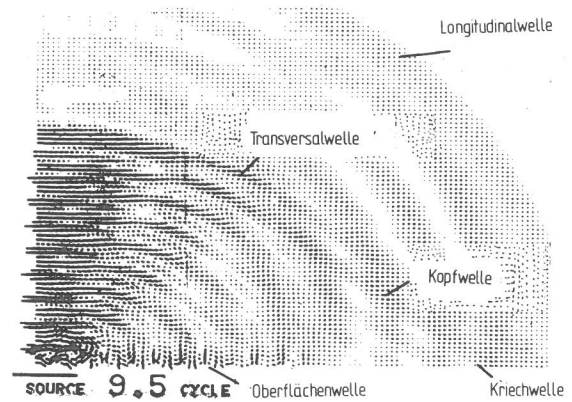 Longitudinalwelle
Transversalwelle
Kopfwelle
SOURCE 9.5 CYCLE
Oberflächenwelle
Kriechwelle